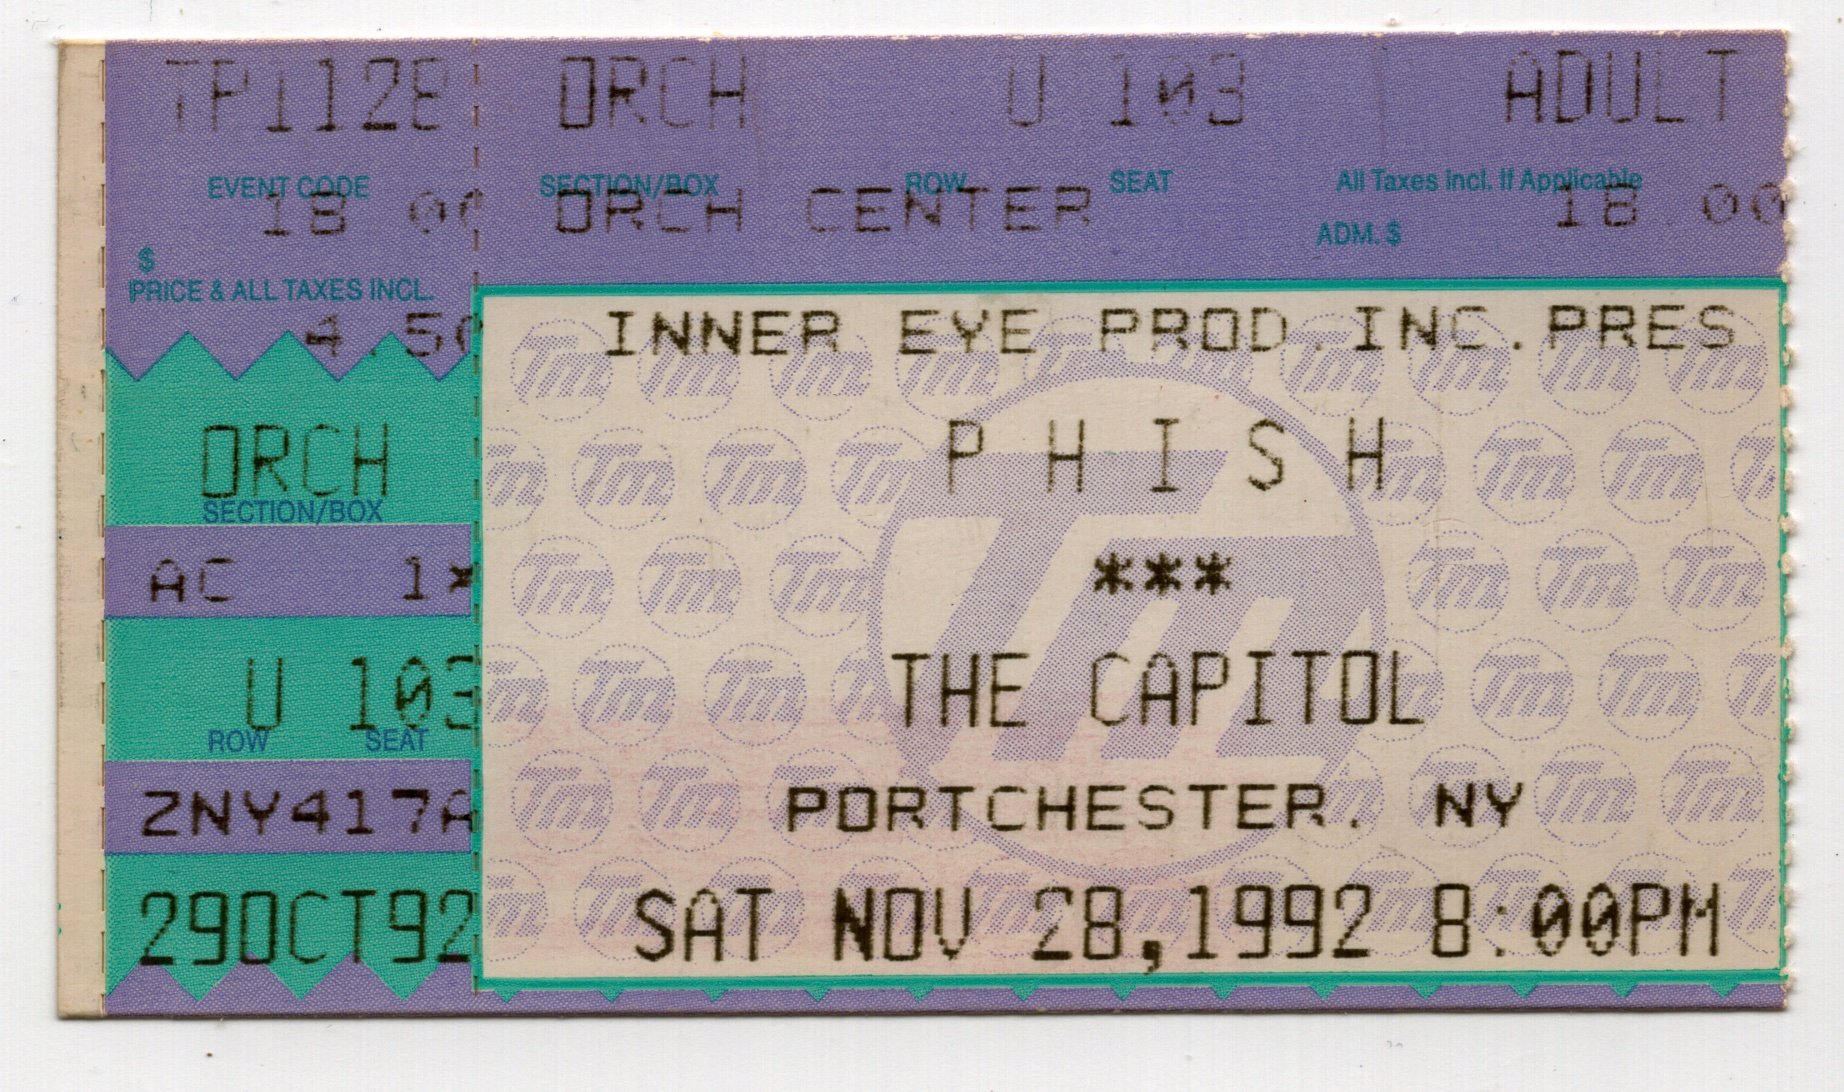 TP1128 ORCH U 103 ADULT
EVENT CODE SECTION/BOX ROW SEAT All Taxes Incl. If Applicable
18.00 ORCH CENTER 18.00
$ ADM. $
PRICE & ALL TAXES INCL.
4.50
INNER EYE PROD.INC.PRES
ORCH
SECTION/BOX
P H I S H
AC 1*
***
U 103
ROW SEAT
THE CAPITOL
ZNY417A
PORTCHESTER, NY
29OCT92
SAT NOV 28,1992 8:00PM